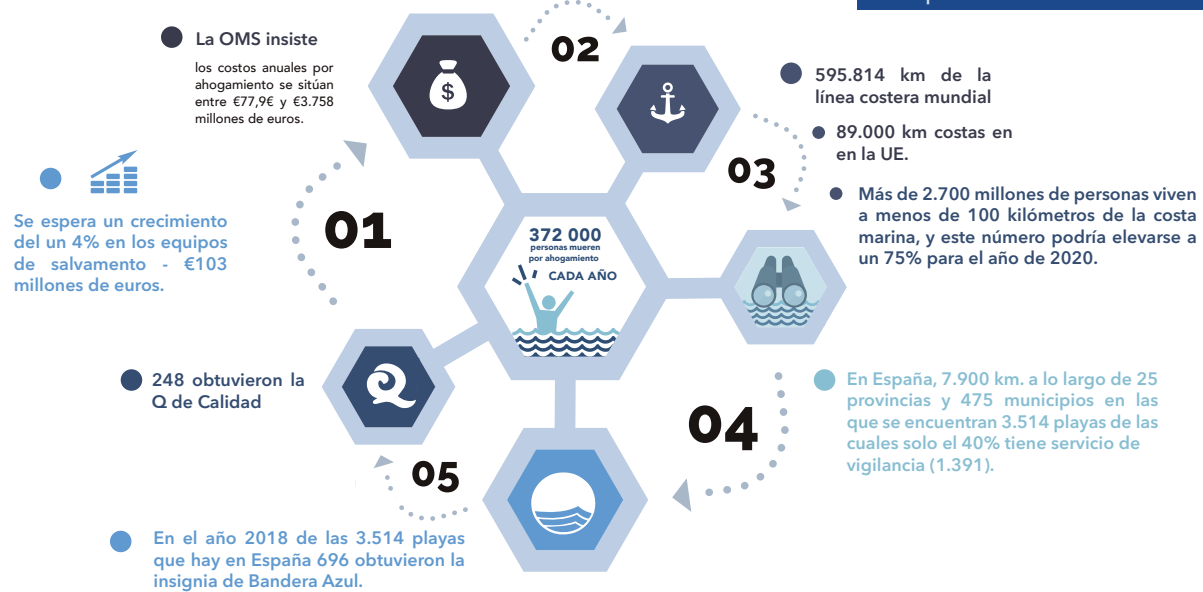 La OMS insiste
los costos anuales por
ahogamiento se sitúan
entre €77,9€ y €3.758
millones de euros.
$
02
595.814 km de la
línea costera mundial
89.000 km costas en
en la UE.
03
Más de 2.700 millones de personas viven
a menos de 100 kilómetros de la costa
marina, y este número podría elevarse a
un 75% para el año de 2020.
Se espera un crecimiento
del un 4% en los equipos
de salvamento - €103
millones de euros.
01
372 000
personas mueren
por ahogamiento
CADA AÑO
248 obtuvieron la
Q de Calidad
Q
04
En España, 7.900 km. a lo largo de 25
provincias y 475 municipios en las
que se encuentran 3.514 playas de las
cuales solo el 40% tiene servicio de
vigilancia (1.391).
05
En el año 2018 de las 3.514 playas
que hay en España 696 obtuvieron la
insignia de Bandera Azul.